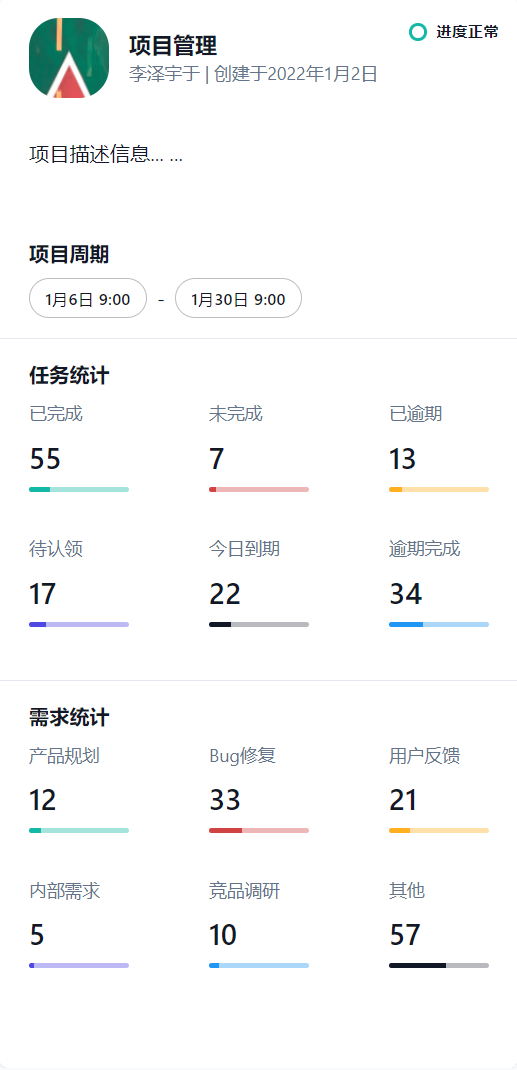 进度正常
项目管理
李泽宇于 | 创建于2022年1月2日
项目描述信息... ...
项目周期
1月6日 9:00 - 1月30日 9:00
任务统计
已完成 未完成 已逾期
55 7 13
待认领 今日到期 逾期完成
17 22 34
需求统计
产品规划 Bug修复 用户反馈
12 33 21
内部需求 竞品调研 其他
5 10 57